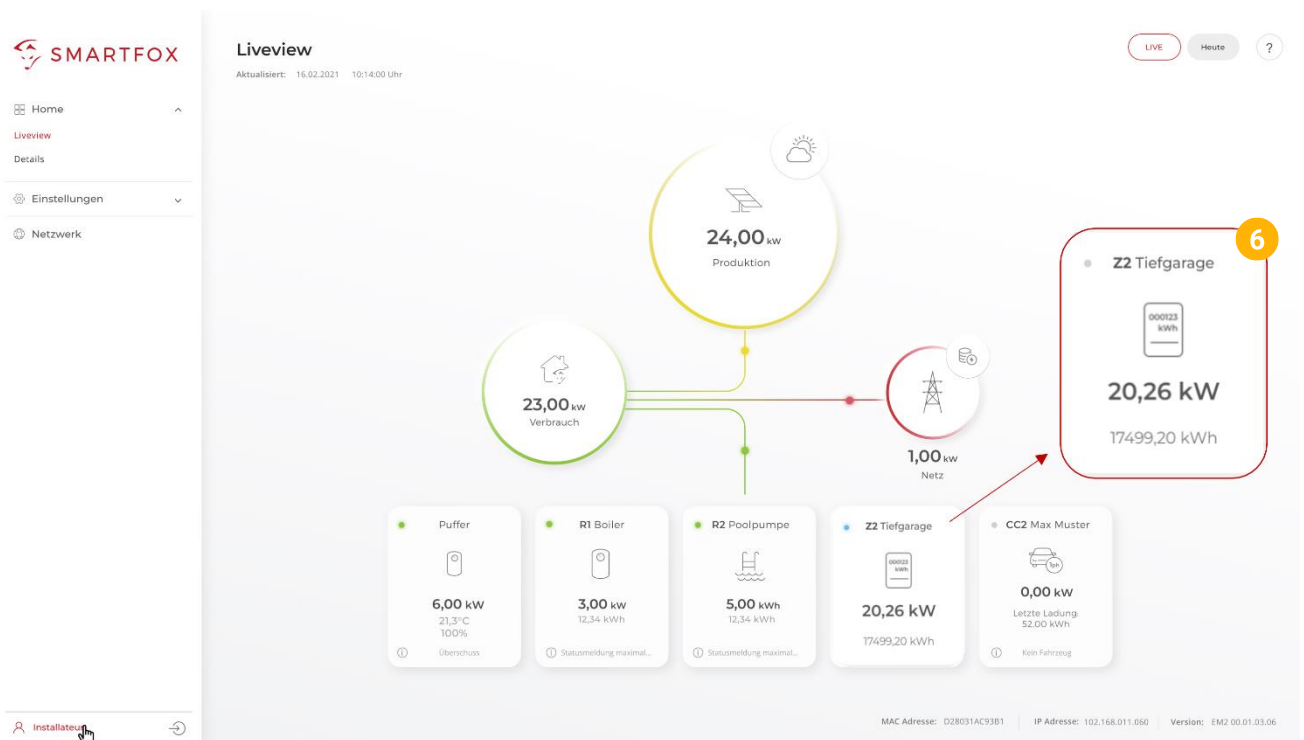 SMARTFOX
Home
Liveview
Details
Einstellungen
Netzwerk
Installateur
Liveview
Aktualisiert: 16.02.2021 10:14:00 Uhr
LIVE
Heute
?
24,00 kW
Produktion
23,00 kW
Verbrauch
1,00 kW
Netz
6
Z2 Tiefgarage
000123
kWh
20,26 kW
17499,20 kWh
Puffer
6,00 kW
21,3°C
100%
Überschuss
R1 Boiler
3,00 kW
12,34 kWh
Statusmeldung maximal...
R2 Poolpumpe
5,00 kWh
12,34 kWh
Statusmeldung maximal...
Z2 Tiefgarage
000123
kWh
20,26 kW
17499,20 kWh
CC2 Max Muster
1ph
0,00 kW
Letzte Ladung:
52.00 kWh
Kein Fahrzeug
MAC Adresse: D28031AC93B1
IP Adresse: 102.168.011.060
Version: EM2 00.01.03.06